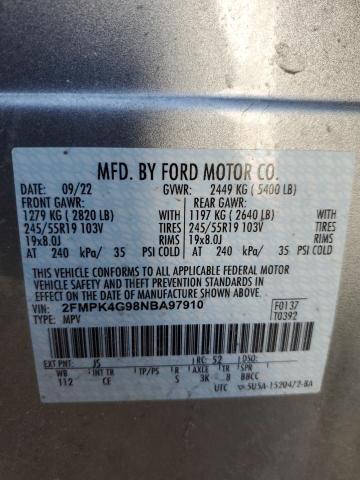 MFD. BY FORD MOTOR CO.
DATE: 09/22 GVWR: 2449 KG ( 5400 LB)
FRONT GAWR: REAR GAWR:
1279 KG ( 2820 LB) WITH 1197 KG ( 2640 LB)
245/55R19 103V TIRES 245/55R19 103V
19x8.0J RIMS 19x8.0J
AT 240 kPa/ 35 PSI COLD AT 240 kPa/ 35 PSI COLD
THIS VEHICLE CONFORMS TO ALL APPLICABLE FEDERAL MOTOR
VEHICLE SAFETY AND THEFT PREVENTION STANDARDS IN EFFECT ON
THE DATE OF MANUFACTURE SHOWN ABOVE.
VIN: 2FMPK4G98NBA97910 F0137
TYPE: MPV T0392
EXT PNT: JS RC: 52 DSO:
WB INT TR TP/PS R AXLE TR SPR
112 CE S 3K 8 BBCC
UTC